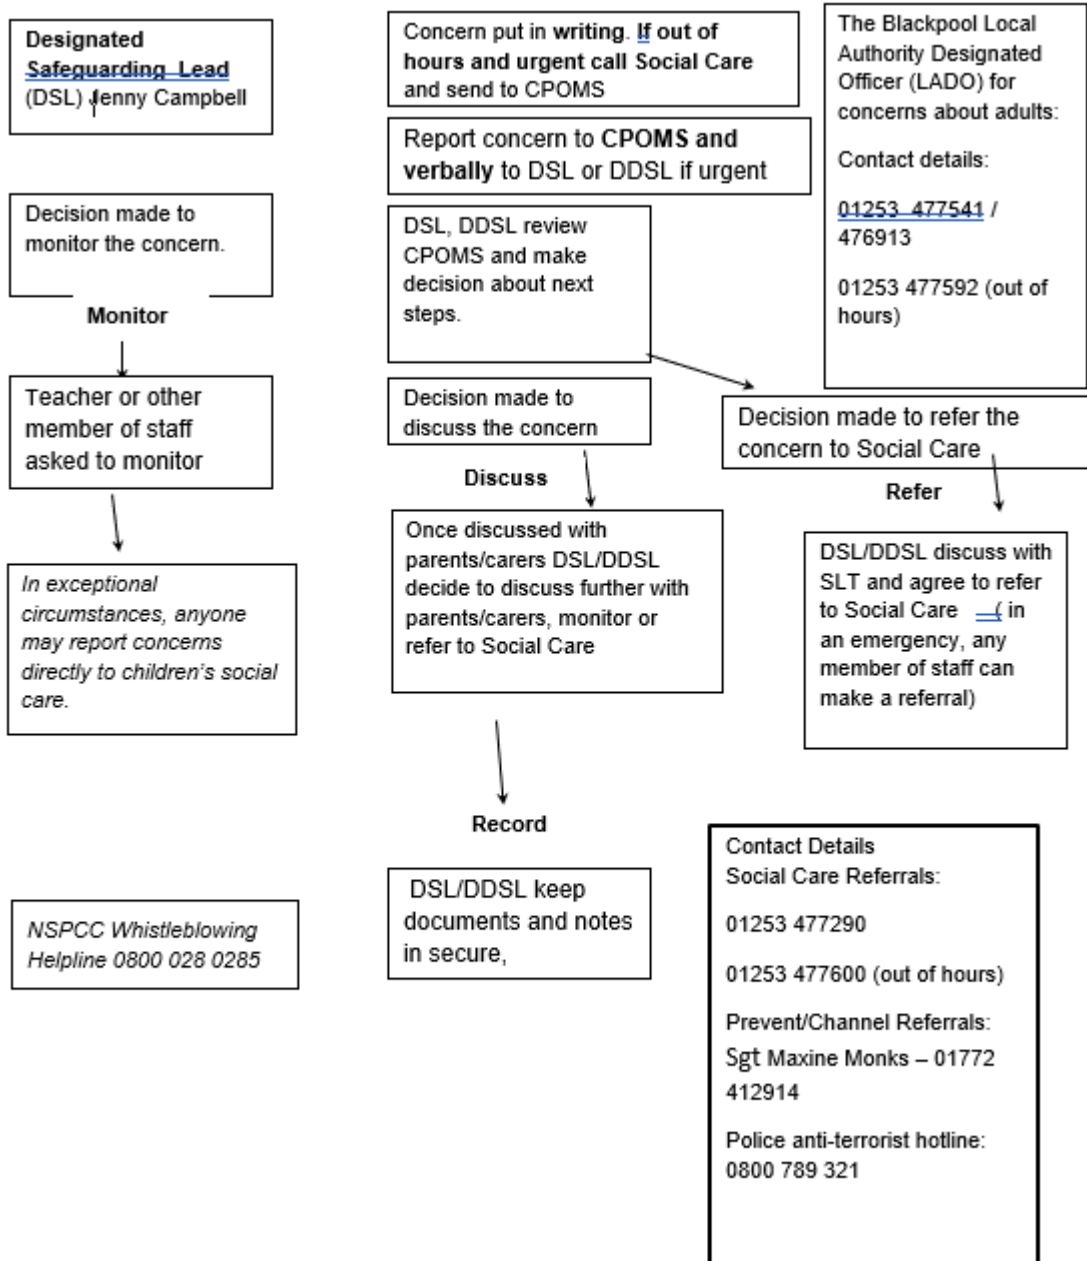 Designated
Safeguarding Lead
(DSL) Jenny Campbell
Concern put in writing. If out of
hours and urgent call Social Care
and send to CPOMS
The Blackpool Local
Authority Designated
Officer (LADO) for
concerns about adults:
Contact details:
01253 477541 /
476913
01253 477592 (out of
hours)
Report concern to CPOMS and
verbally to DSL or DDSL if urgent
Decision made to
monitor the concern.
Monitor
DSL, DDSL review
CPOMS and make
decision about next
steps.
Teacher or other
member of staff
asked to monitor
Decision made to
discuss the concern
Discuss
Decision made to refer the
concern to Social Care
Refer
In exceptional
circumstances, anyone
may report concerns
directly to children's social
care.
Once discussed with
parents/carers DSL/DDSL
decide to discuss further with
parents/carers, monitor or
refer to Social Care
DSL/DDSL discuss with
SLT and agree to refer
to Social Care ( in
an emergency, any
member of staff can
make a referral)
Record
DSL/DDSL keep
documents and notes
in secure,
NSPCC Whistleblowing
Helpline 0800 028 0285
Contact Details
Social Care Referrals:
01253 477290
01253 477600 (out of hours)
Prevent/Channel Referrals:
Sgt Maxine Monks – 01772
412914
Police anti-terrorist hotline:
0800 789 321